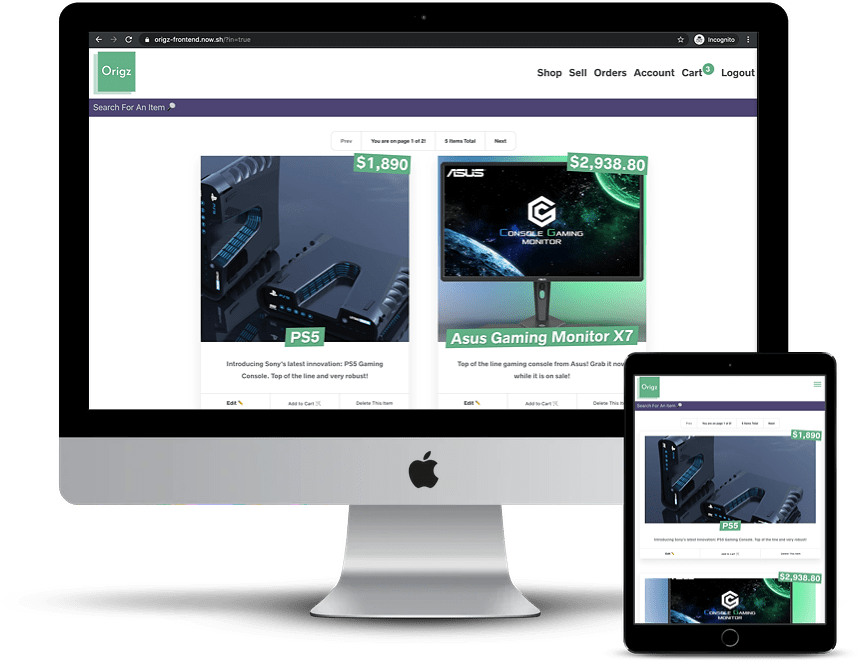 origz-frontend.now.sh/?in=true
Incognito
Origz
Shop Sell Orders Account Cart 3 Logout
Search For An Item
Prev You are on page 1 of 2! 5 Items Total Next
$1,890
$2,938.80
ASUS
CONSOLE GAMING
MONITOR
PS5
Asus Gaming Monitor X7
Introducing Sony's latest innovation: PS5 Gaming
Console. Top of the line and very robust!
Top of the line gaming console from Asus! Grab it now
while it is on sale!
Edit Add to Cart Delete This Item
Edit Add to Cart Delete This
Origz
Search For An Item
Prev You are on page 1 of 2! 5 Items Total Next
$1,890
PS5
Introducing Sony's latest innovation: PS5 Gaming Console. Top of the line and very robust!
Edit Add to Cart Delete This Item
$2,938.80
CONSOLE GAMING
MONITOR